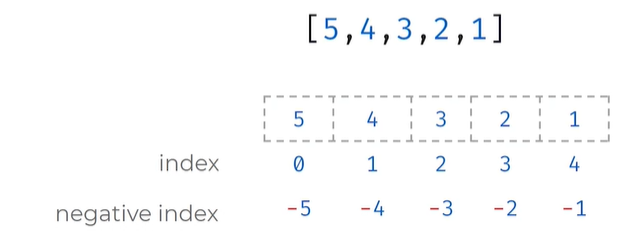 [5,4,3,2,1]
5 4 3 2 1
index 0 1 2 3 4
negative index -5 -4 -3 -2 -1